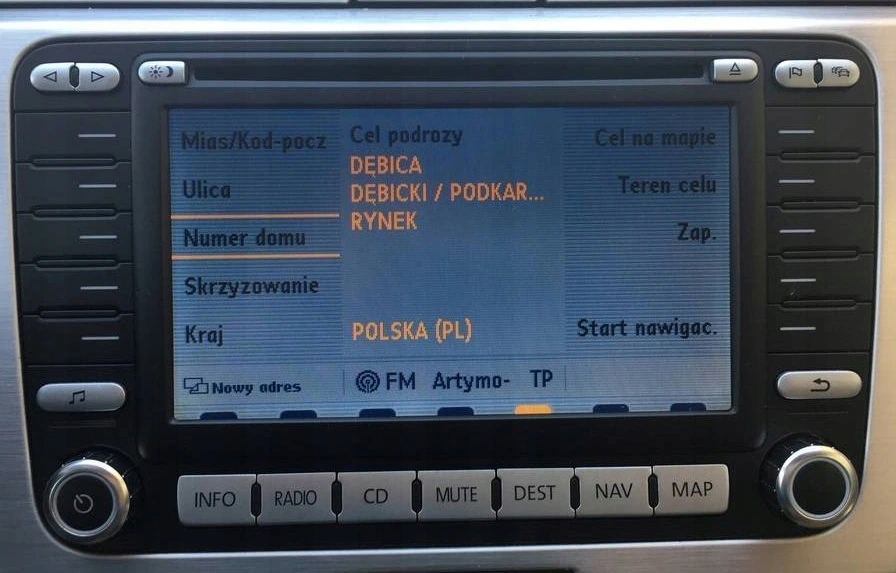 Mias/Kod-pocz
Ulica
Numer domu
Skrzyzowanie
Kraj
Cel podrozy
DĘBICA
DĘBICKI / PODKAR...
RYNEK
POLSKA (PL)
Cel na mapie
Teren celu
Zap.
Start nawigac.
Nowy adres
FM Artymo- TP
INFO
RADIO
CD
MUTE
DEST
NAV
MAP